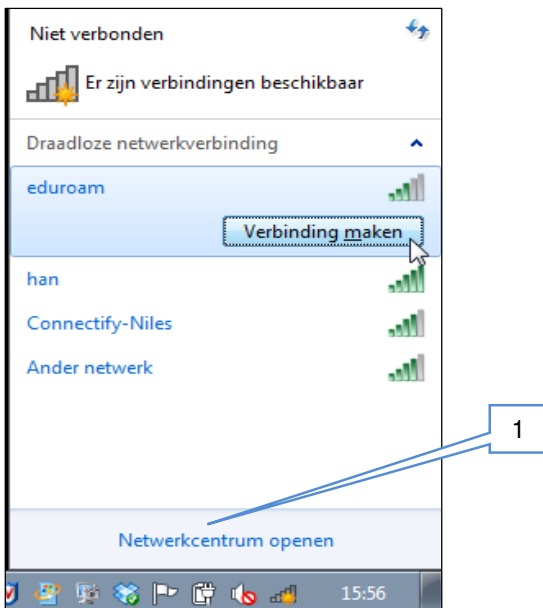 Niet verbonden
Er zijn verbindingen beschikbaar
Draadloze netwerkverbinding
eduroam
Verbinding maken
han
Connectify-Niles
Ander netwerk
1
Netwerkcentrum openen
15:56